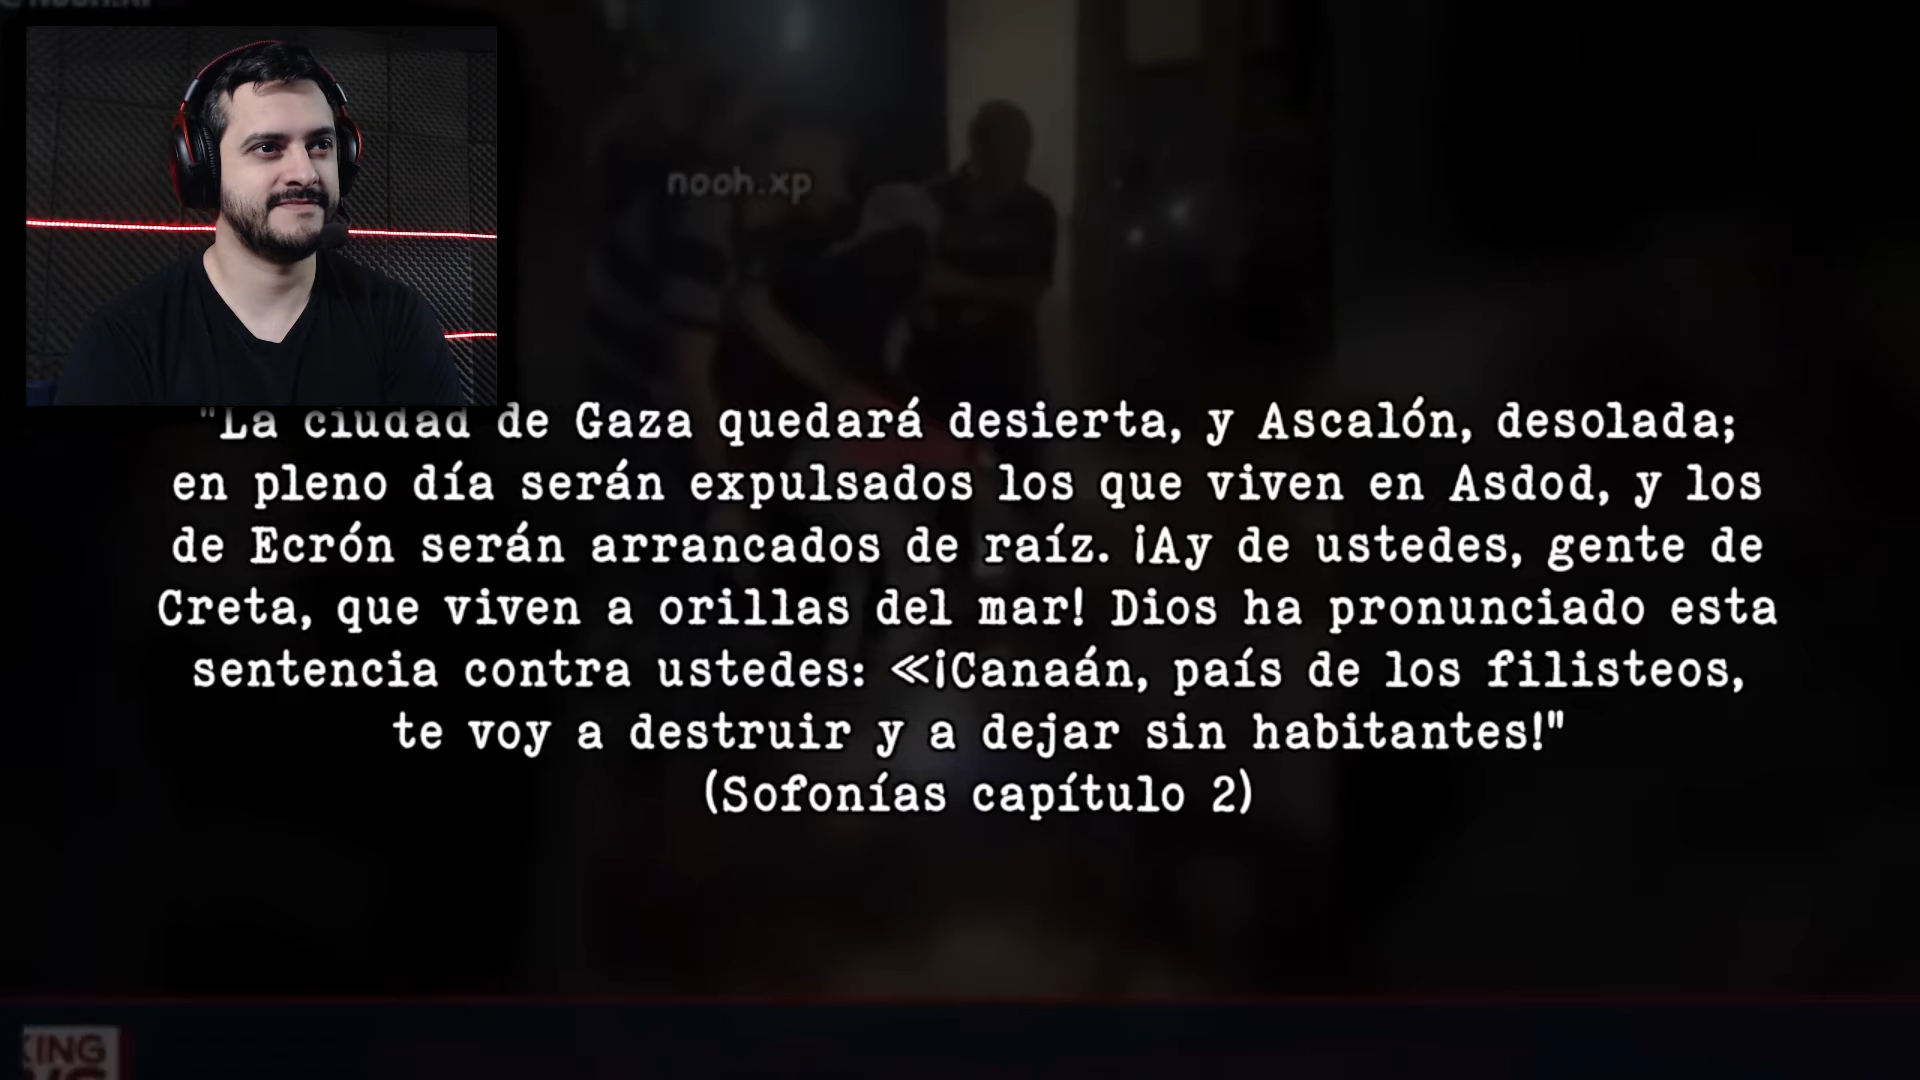 nooh.xp
"La ciudad de Gaza quedará desierta, y Ascalón, desolada;
en pleno día serán expulsados los que viven en Asdod, y los
de Ecrón serán arrancados de raíz. ¡Ay de ustedes, gente de
Creta, que viven a orillas del mar! Dios ha pronunciado esta
sentencia contra ustedes: «¡Canaán, país de los filisteos,
te voy a destruir y a dejar sin habitantes!"
(Sofonías capítulo 2)
KING